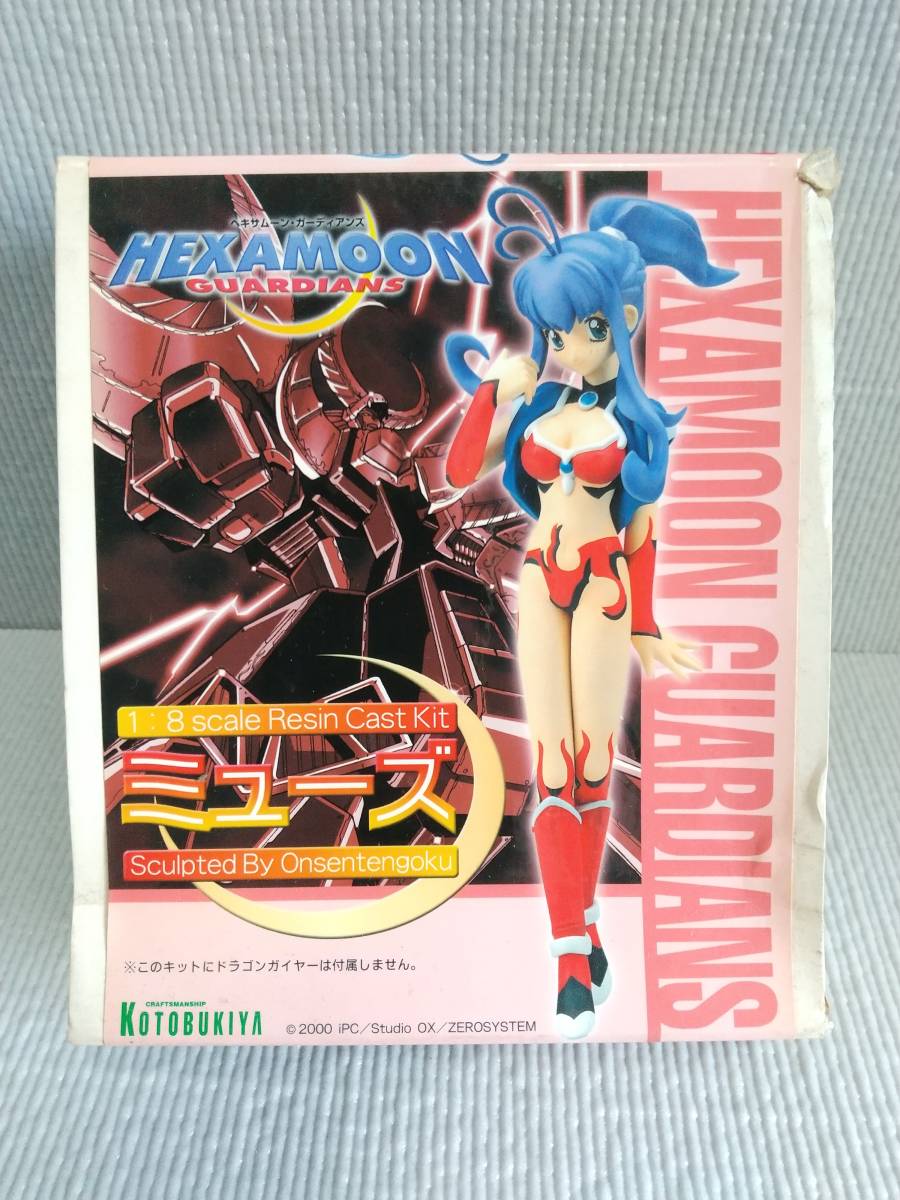 ヘキサムーン・ガーディアンズ
HEXAMOON
GUARDIANS
HEXAMOON GUARDIANS
1:8 scale Resin Cast Kit
ミューズ
Sculpted By Onsentengoku
※このキットにドラゴンガイヤーは付属しません。
CRAFTSMANSHIP
KOTOBUKIYA
©2000 iPC/Studio OX/ZEROSYSTEM